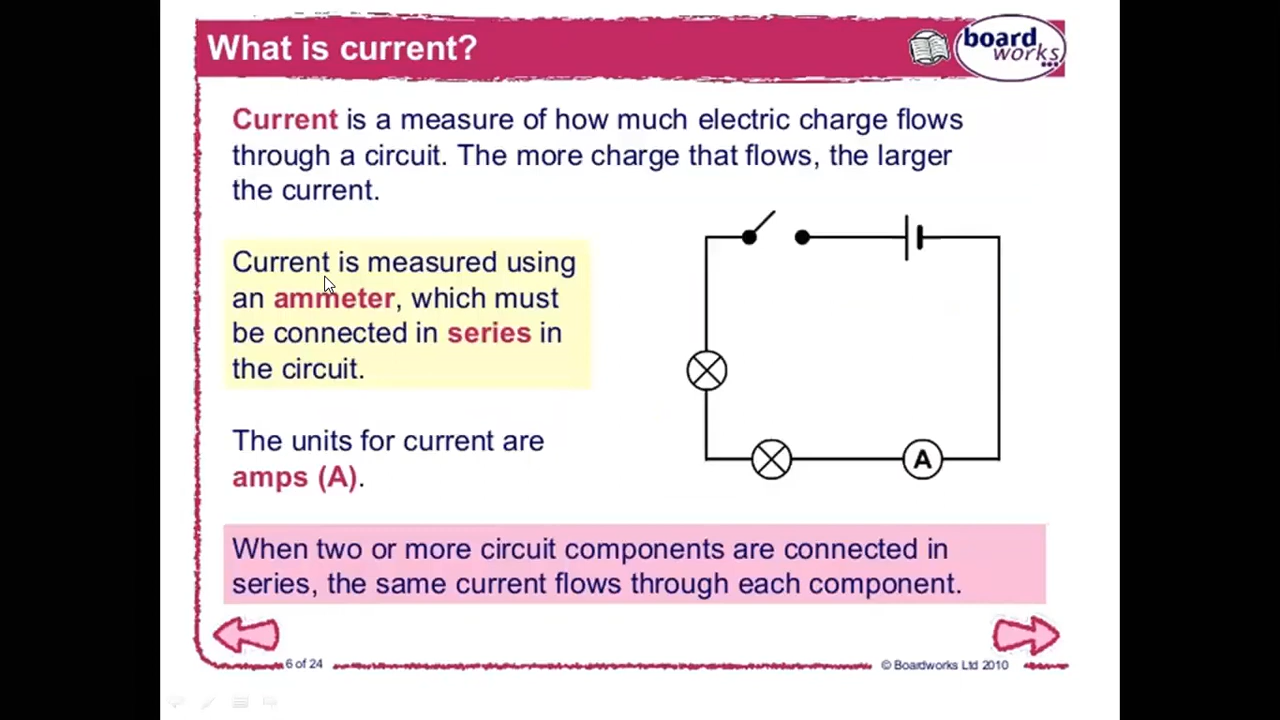 What is current?
board
works
Current is a measure of how much electric charge flows
through a circuit. The more charge that flows, the larger
the current.
Current is measured using
an ammeter, which must
be connected in series in
the circuit.
The units for current are
amps (A).
A
When two or more circuit components are connected in
series, the same current flows through each component.
6 of 24
© Boardworks Ltd 2010